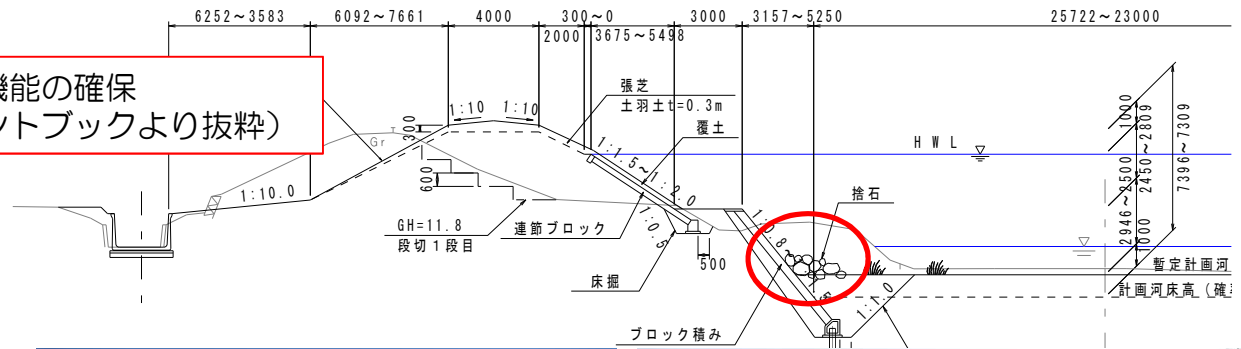 6252～3583
6092～7661
4000
300～0
3000
3157～5250
25722～23000
2000
3675～5498
機能の確保
ントブックより抜粋）
張芝
土羽土t=0.3m
覆土
1:10
1:10
300
Gr
600
1:10.0
GH=11.8
段切1段目
連節ブロック
1:1.5～1:2.0
1:0.5
500
床掘
ブロック積み
1:0.8～
捨石
1:1.0
HWL
1000
2450～2809
2946～2500
1000
7396～7309
暫定計画河
計画河床高（確